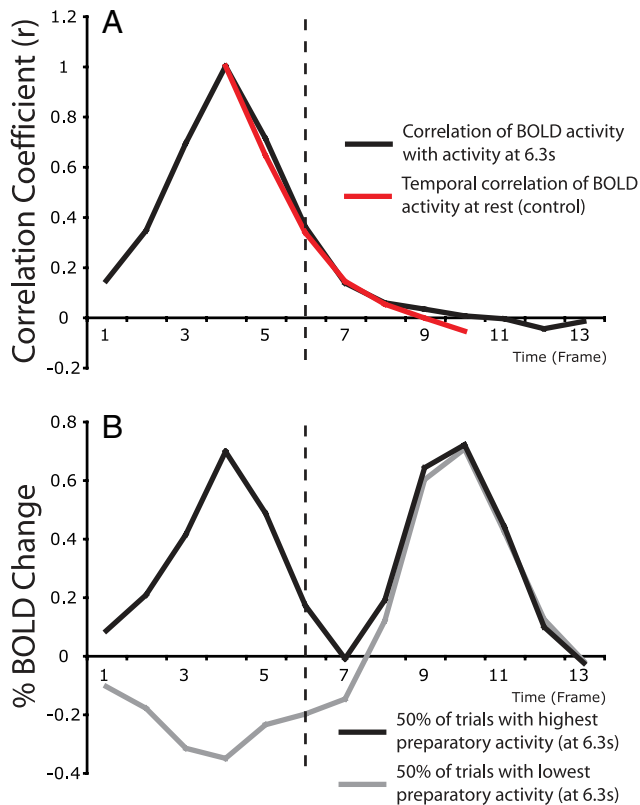 A
Correlation Coefficient (r)
1
0.8
0.6
0.4
0.2
0
-0.2
Correlation of BOLD activity
with activity at 6.3s
Temporal correlation of BOLD
activity at rest (control)
1 3 5 7 9 11 13
Time (Frame)
B
% BOLD Change
0.8
0.6
0.4
0.2
0
-0.2
-0.4
1 3 5 7 9 11 13
Time (Frame)
50% of trials with highest
preparatory activity (at 6.3s)
50% of trials with lowest
preparatory activity (at 6.3s)